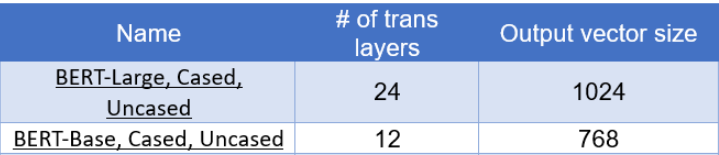 Name # of trans layers Output vector size
BERT-Large, Cased, Uncased 24 1024
BERT-Base, Cased, Uncased 12 768